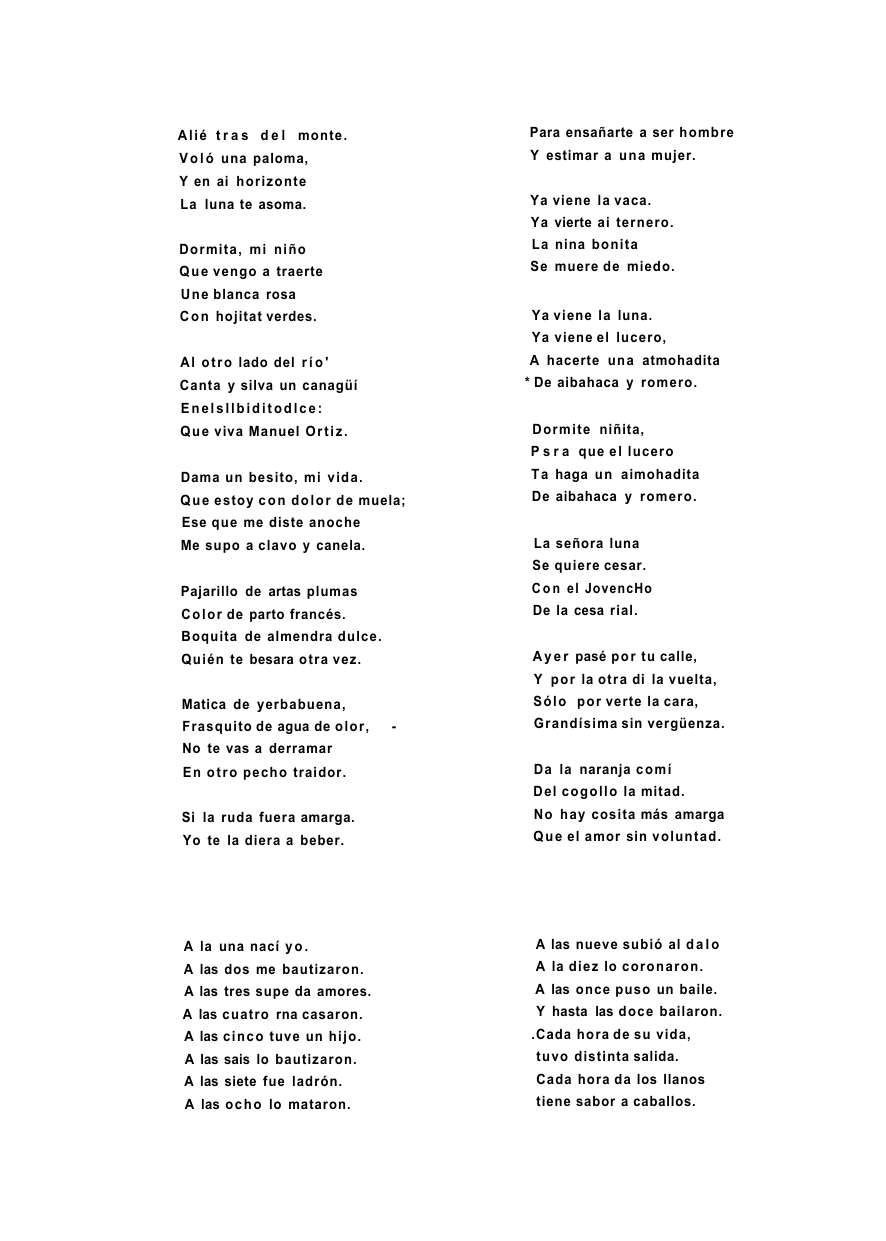 Alié tras del monte.
Voló una paloma,
Y en ai horizonte
La luna te asoma.

Dormita, mi niño
Que vengo a traerte
Une blanca rosa
Con hojitat verdes.

Al otro lado del río'
Canta y silva un canagüí
Enelsllbiditodlce:
Que viva Manuel Ortiz.

Dama un besito, mi vida.
Que estoy con dolor de muela;
Ese que me diste anoche
Me supo a clavo y canela.

Pajarillo de artas plumas
Color de parto francés.
Boquita de almendra dulce.
Quién te besara otra vez.

Matica de yerbabuena,
Frasquito de agua de olor, -
No te vas a derramar
En otro pecho traidor.

Si la ruda fuera amarga.
Yo te la diera a beber.

Para ensañarte a ser hombre
Y estimar a una mujer.

Ya viene la vaca.
Ya vierte ai ternero.
La nina bonita
Se muere de miedo.

Ya viene la luna.
Ya viene el lucero,
A hacerte una atmohadita
* De aibahaca y romero.

Dormite niñita,
Psra que el lucero
Ta haga un aimohadita
De aibahaca y romero.

La señora luna
Se quiere cesar.
Con el JovencHo
De la cesa rial.

Ayer pasé por tu calle,
Y por la otra di la vuelta,
Sólo por verte la cara,
Grandísima sin vergüenza.

Da la naranja comí
Del cogollo la mitad.
No hay cosita más amarga
Que el amor sin voluntad.

A la una nací yo.
A las dos me bautizaron.
A las tres supe da amores.
A las cuatro rna casaron.
A las cinco tuve un hijo.
A las sais lo bautizaron.
A las siete fue ladrón.
A las ocho lo mataron.

A las nueve subió al dalo
A la diez lo coronaron.
A las once puso un baile.
Y hasta las doce bailaron.
.Cada hora de su vida,
tuvo distinta salida.
Cada hora da los llanos
tiene sabor a caballos.